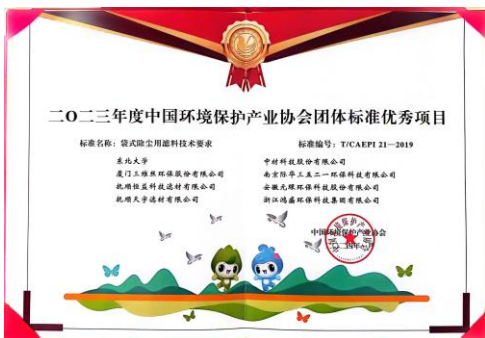 二〇二三年度中国环境保护产业协会团体标准优秀项目
标准名称：袋式除尘用滤料技术要求
标准编号：T/CAEPI 21—2019
东北大学
厦门三维丝环保股份有限公司
抚顺恒益科技滤材有限公司
抚顺天宇滤材有限公司
中材科技股份有限公司
南京际华三五二一环保科技有限公司
安徽元琛环保科技股份有限公司
浙江鸿盛环保科技集团有限公司
中国环境保护产业协会